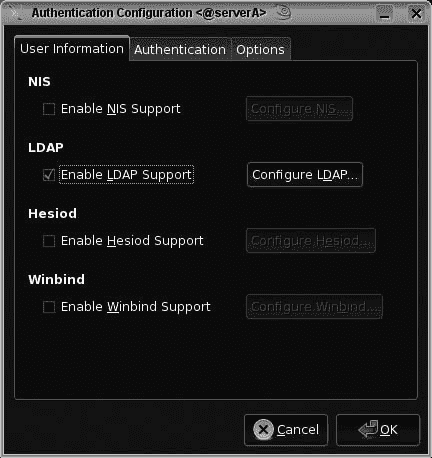 Authentication Configuration <@serverA>
User Information Authentication Options
NIS
Enable NIS Support Configure NIS...
LDAP
Enable LDAP Support Configure LDAP...
Hesiod
Enable Hesiod Support Configure Hesiod...
Winbind
Enable Winbind Support Configure Winbind...
Cancel OK